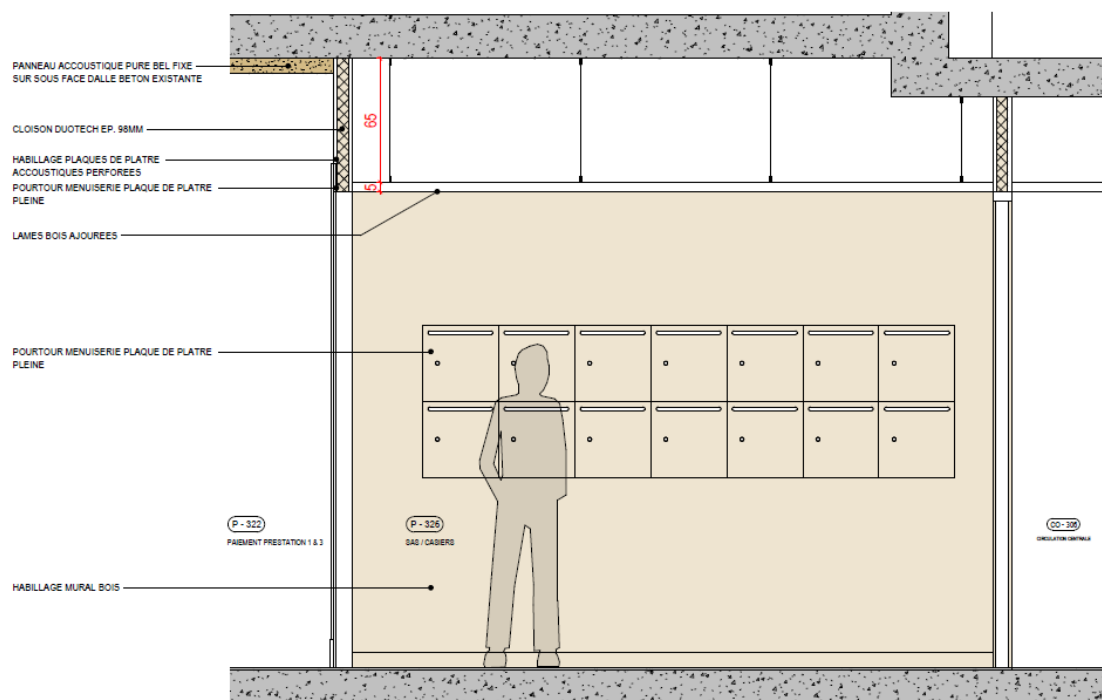 PANNEAU ACCOUSTIQUE PURE BEL FIXE
SUR SOUS FACE DALLE BETON EXISTANTE
65
CLOISON DUOTECH EP. 98MM
HABILLAGE PLAQUES DE PLATRE
ACCOUSTIQUES PERFOREES
POURTOUR MENUISERIE PLAQUE DE PLATRE
PLEINE
5
LAMES BOIS AJOUREES
POURTOUR MENUISERIE PLAQUE DE PLATRE
PLEINE
P - 322
PAIEMENT PRESTATION 1 & 3
P - 326
SAS / CASIERS
CO - 306
CIRCULATION CENTRALE
HABILLAGE MURAL BOIS